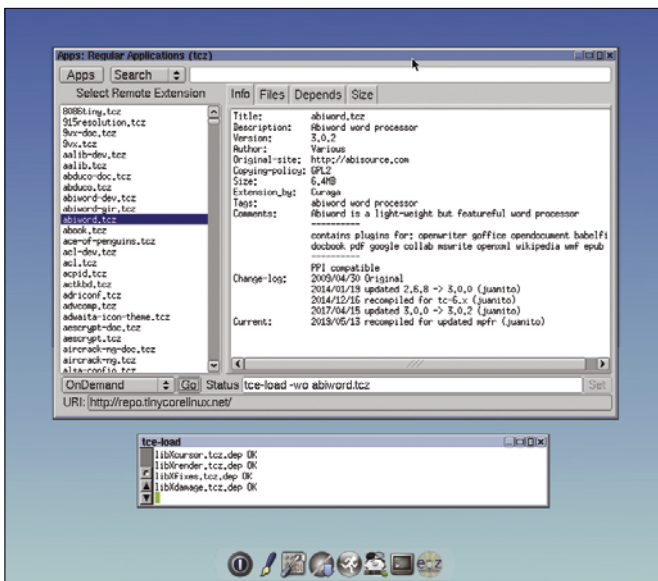 Apps: Regular Applications (tcz)
Apps Search
Select Remote Extension
Info Files Depends Size
8086tiny.tcz
915resolution.tcz
9vx-doc.tcz
9vx.tcz
aalib-dev.tcz
aalib.tcz
abduco-doc.tcz
abduco.tcz
abiword-dev.tcz
abiword-gir.tcz
abiword.tcz
abook.tcz
ace-of-penguins.tcz
acl-dev.tcz
acl.tcz
acpid.tcz
actkbd.tcz
adriconf.tcz
advcomp.tcz
adwaita-icon-theme.tcz
aescrypt-doc.tcz
aescrypt.tcz
aircrack-ng-doc.tcz
aircrack-ng.tcz
alsa-config.tcz
Title: abiword.tcz
Description: Abiword word processor
Version: 3.0.2
Author: Various
Original-site: http://abisource.com
Copying-policy: GPL2
Size: 6.4MB
Extension_by: Curaga
Tags: abiword word processor
Comments: Abiword is a light-weight but featureful word processor
----------
contains plugins for: openwriter goffice opendocument babelfi
docbook pdf google collab mswrite openxml wikipedia wmf epub
----------
PPI compatible
Change-log: 2009/04/30 Original
2014/01/19 updated 2.6.8 -> 3.0.0 (juanito)
2014/12/16 recompiled for tc-6.x (juanito)
2017/04/15 updated 3.0.0 -> 3.0.2 (juanito)
Current: 2019/05/13 recompiled for updated mpfr (juanito)
OnDemand Go Status tce-load -wo abiword.tcz Set
URI: http://repo.tinycorelinux.net/
tce-load
libXcursor.tcz.dep OK
libXrender.tcz.dep OK
libXfixes.tcz.dep OK
libXdamage.tcz.dep OK